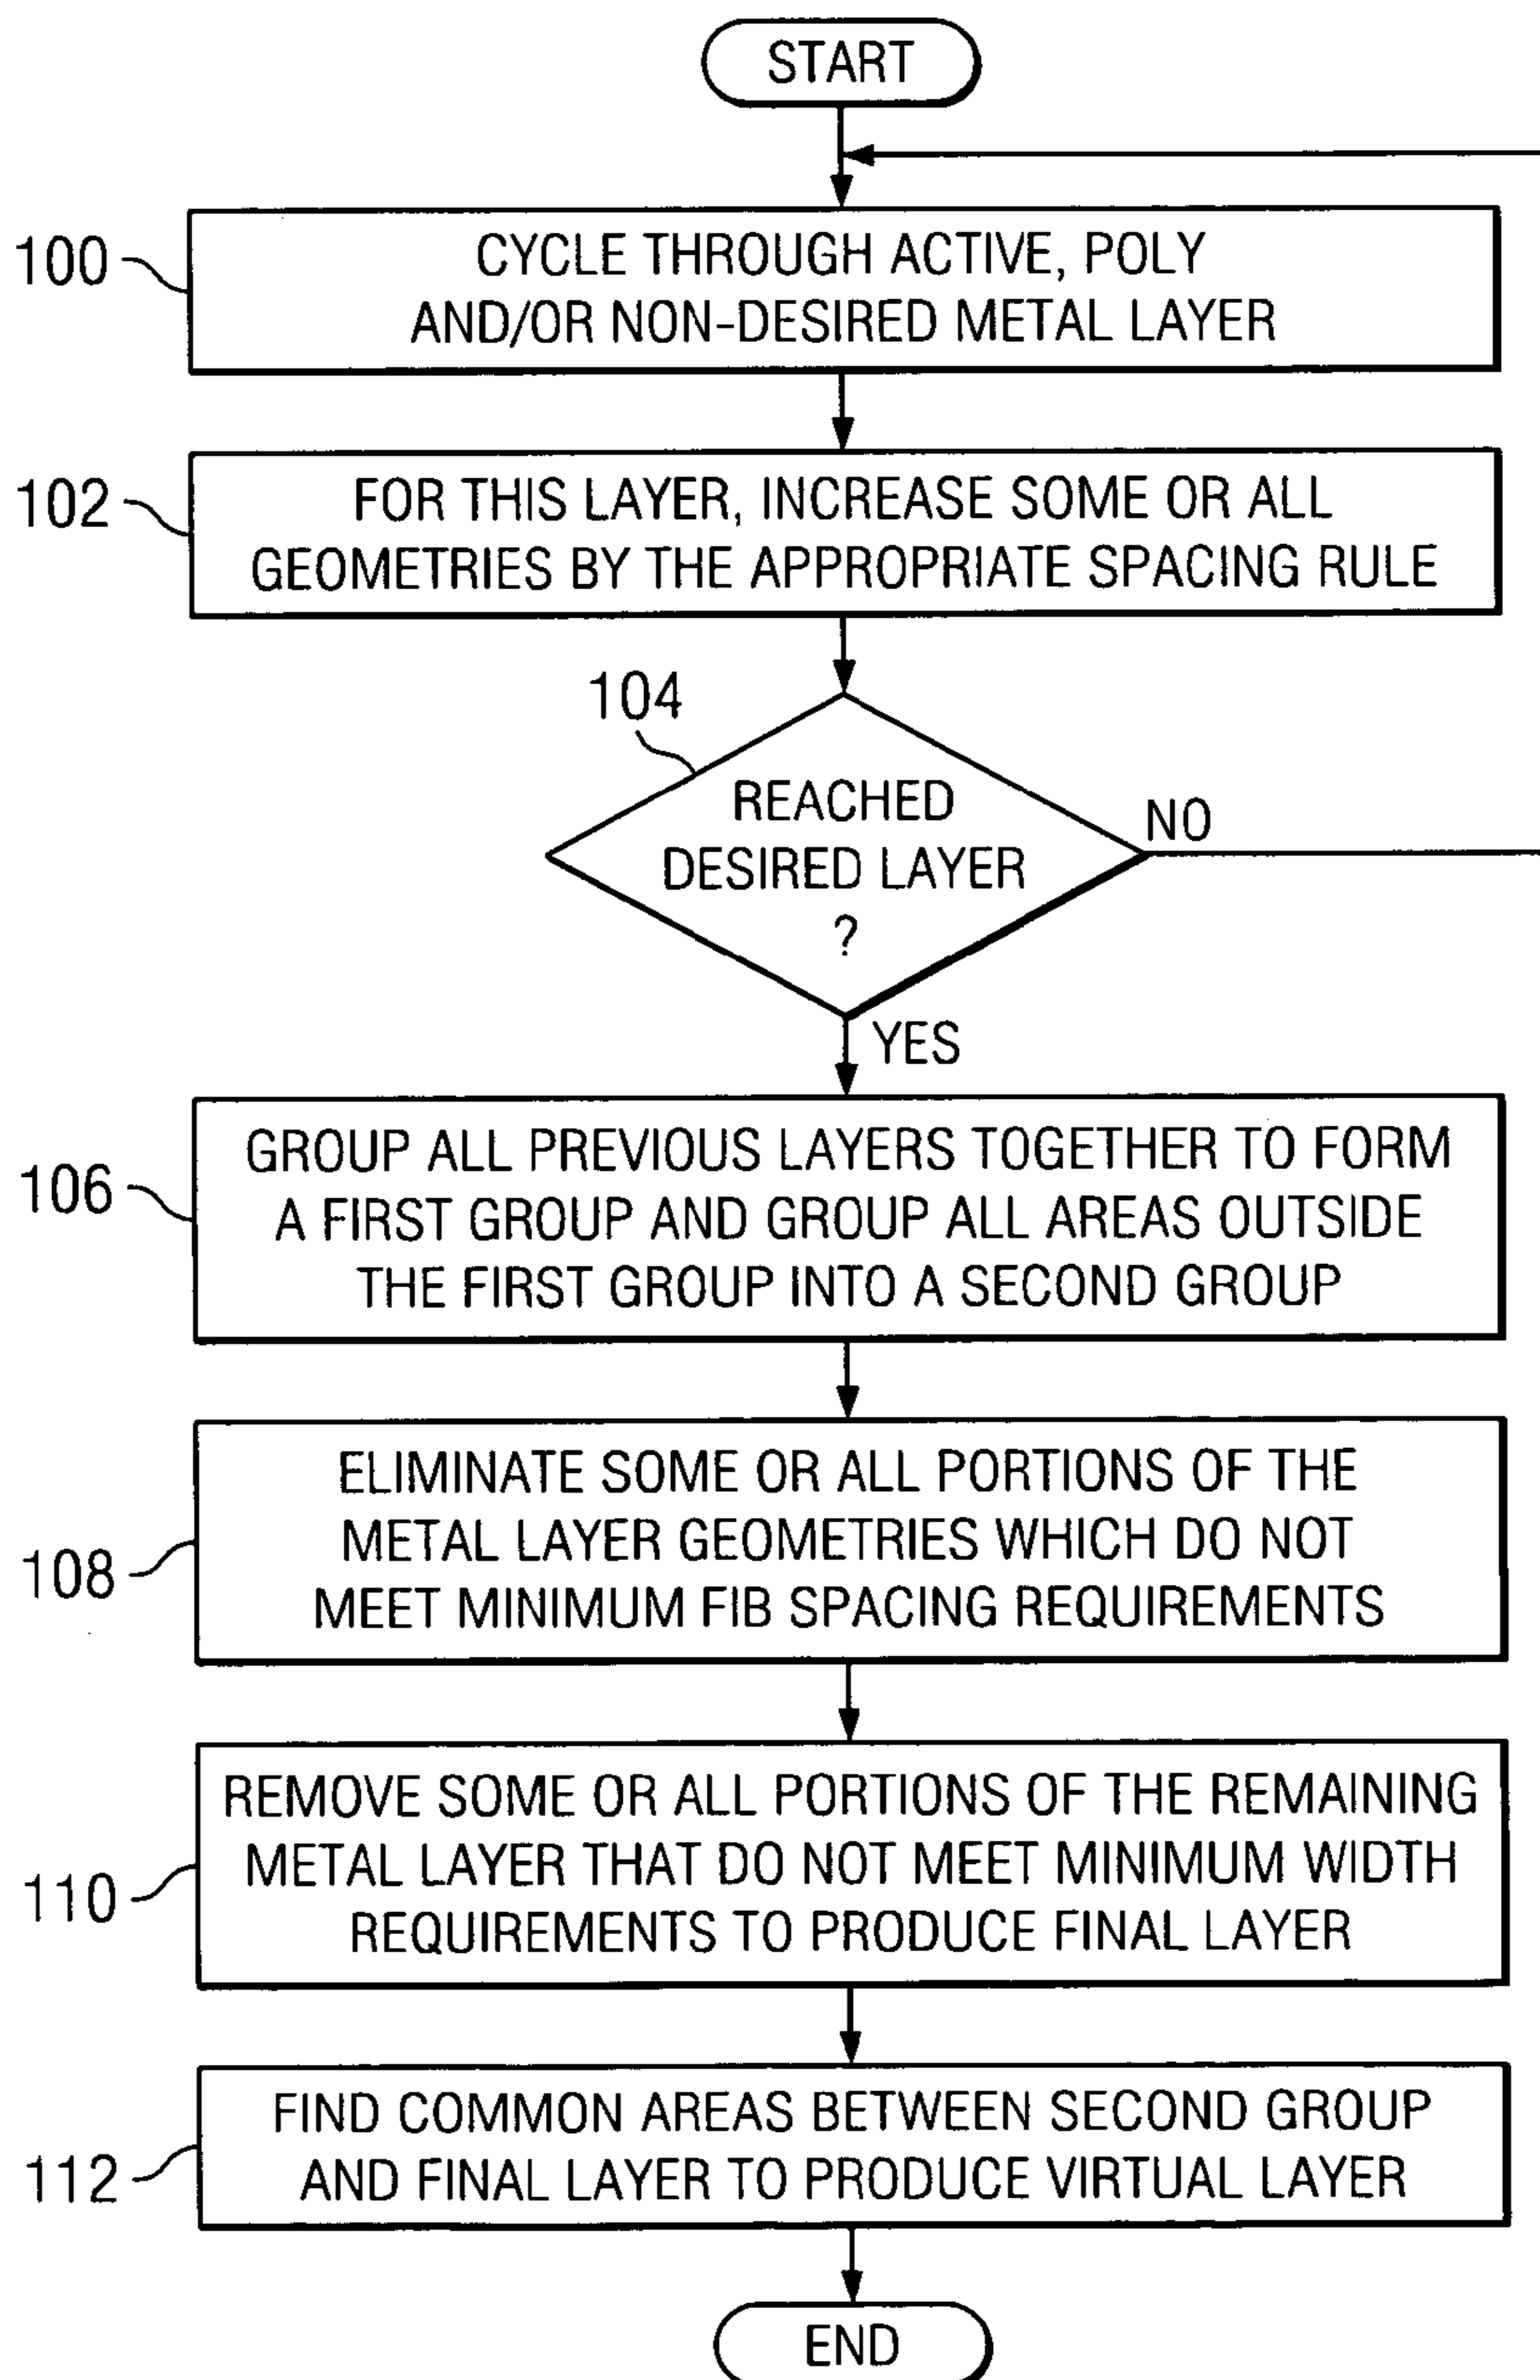 START
100
CYCLE THROUGH ACTIVE, POLY
AND/OR NON-DESIRED METAL LAYER
102
FOR THIS LAYER, INCREASE SOME OR ALL
GEOMETRIES BY THE APPROPRIATE SPACING RULE
104
REACHED
DESIRED LAYER
?
NO
YES
106
GROUP ALL PREVIOUS LAYERS TOGETHER TO FORM
A FIRST GROUP AND GROUP ALL AREAS OUTSIDE
THE FIRST GROUP INTO A SECOND GROUP
108
ELIMINATE SOME OR ALL PORTIONS OF THE
METAL LAYER GEOMETRIES WHICH DO NOT
MEET MINIMUM FIB SPACING REQUIREMENTS
110
REMOVE SOME OR ALL PORTIONS OF THE REMAINING
METAL LAYER THAT DO NOT MEET MINIMUM WIDTH
REQUIREMENTS TO PRODUCE FINAL LAYER
112
FIND COMMON AREAS BETWEEN SECOND GROUP
AND FINAL LAYER TO PRODUCE VIRTUAL LAYER
END